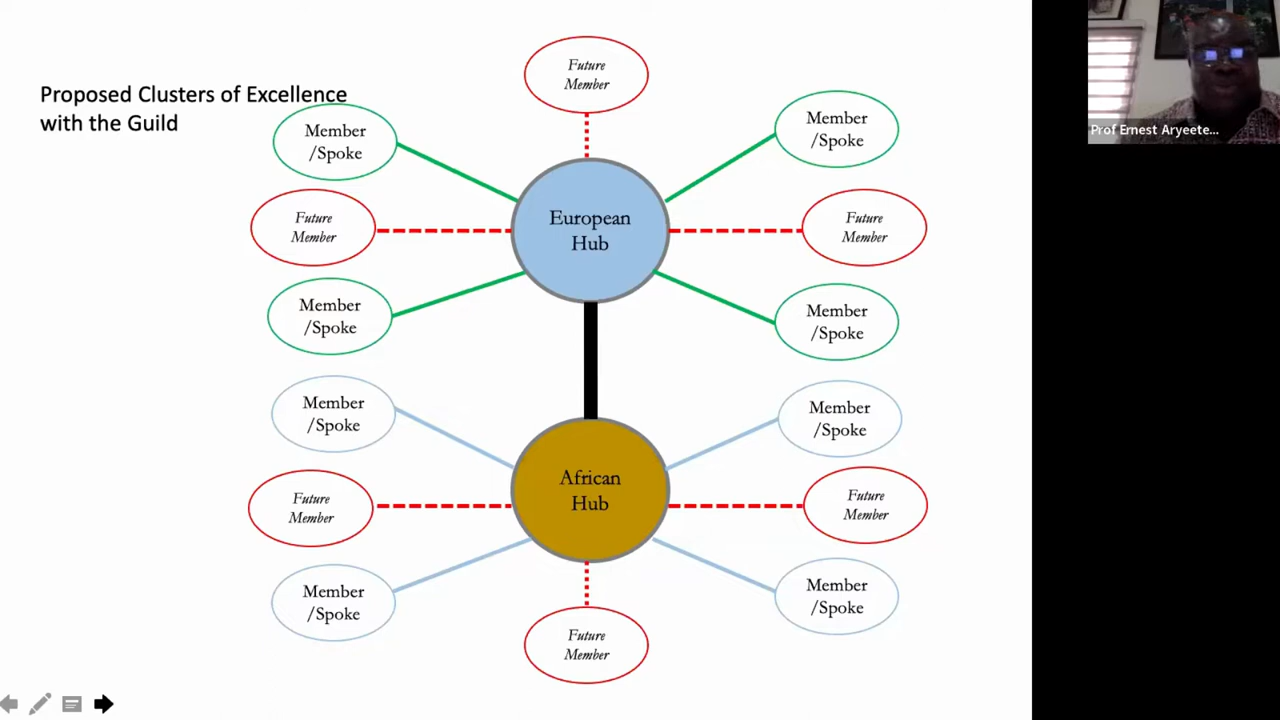 Proposed Clusters of Excellence
with the Guild
Future
Member
Member
/Spoke
Member
/Spoke
Future
Member
European
Hub
Future
Member
Member
/Spoke
Member
/Spoke
Member
/Spoke
Member
/Spoke
Future
Member
African
Hub
Future
Member
Member
/Spoke
Member
/Spoke
Future
Member
Prof Ernest Aryeete...